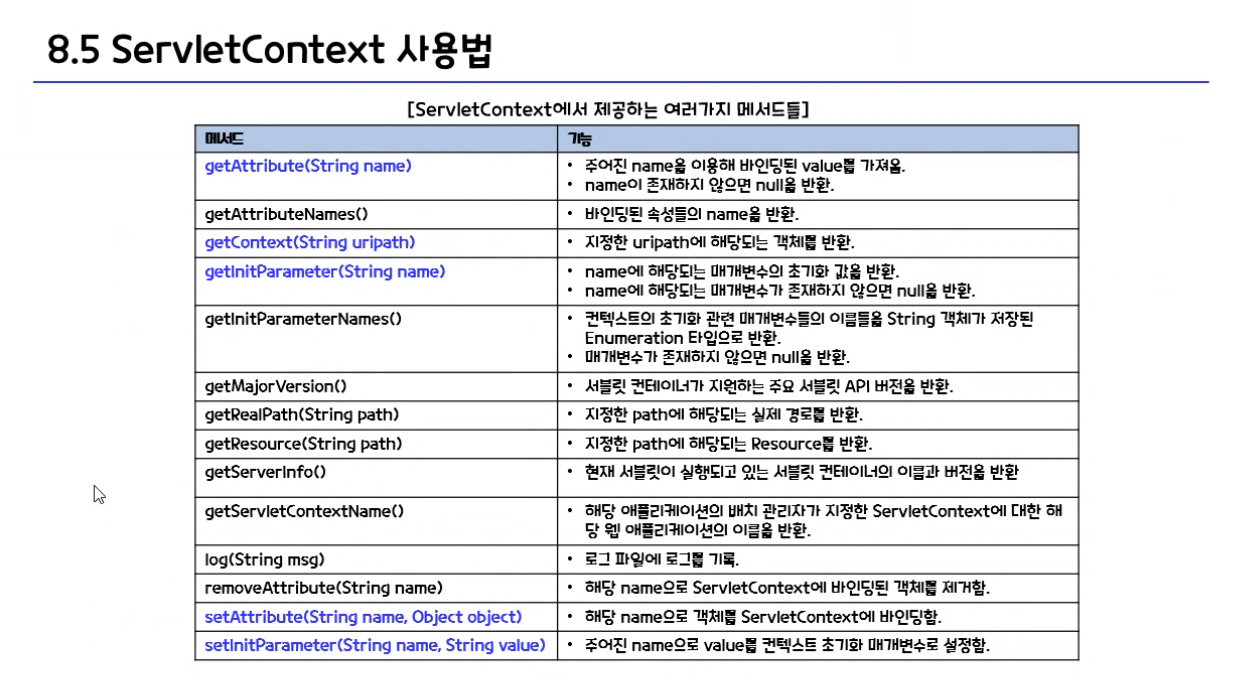 8.5 ServletContext 사용법
[ServletContext에서 제공하는 여러가지 메서드들]
메서드 기능
getAttribute(String name) • 주어진 name을 이용해 바인딩된 value를 가져옴.
• name이 존재하지 않으면 null을 반환.
getAttributeNames() • 바인딩된 속성들의 name을 반환.
getContext(String uripath) • 지정한 uripath에 해당되는 객체를 반환.
getInitParameter(String name) • name에 해당되는 매개변수의 초기화 값을 반환.
• name에 해당되는 매개변수가 존재하지 않으면 null을 반환.
getInitParameterNames() • 컨텍스트의 초기화 관련 매개변수들의 이름들을 String 객체가 저장된
Enumeration 타입으로 반환.
• 매개변수가 존재하지 않으면 null을 반환.
getMajorVersion() • 서블릿 컨테이너가 지원하는 주요 서블릿 API 버전을 반환.
getRealPath(String path) • 지정한 path에 해당되는 실제 경로를 반환.
getResource(String path) • 지정한 path에 해당되는 Resource를 반환.
getServerInfo() • 현재 서블릿이 실행되고 있는 서블릿 컨테이너의 이름과 버전을 반환
getServletContextName() • 해당 애플리케이션의 배치 관리자가 지정한 ServletContext에 대한 해
당 웹 애플리케이션의 이름을 반환.
log(String msg) • 로그 파일에 로그를 기록.
removeAttribute(String name) • 해당 name으로 ServletContext에 바인딩된 객체를 제거함.
setAttribute(String name, Object object) • 해당 name으로 객체를 ServletContext에 바인딩함.
setInitParameter(String name, String value) • 주어진 name으로 value를 컨텍스트 초기화 매개변수로 설정함.